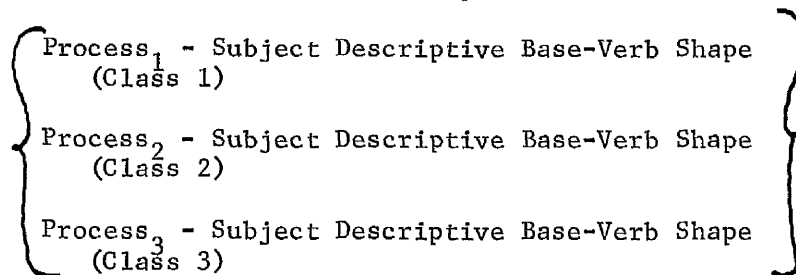 Process₁ - Subject Descriptive Base-Verb Shape
(Class 1)
Process₂ - Subject Descriptive Base-Verb Shape
(Class 2)
Process₃ - Subject Descriptive Base-Verb Shape
(Class 3)